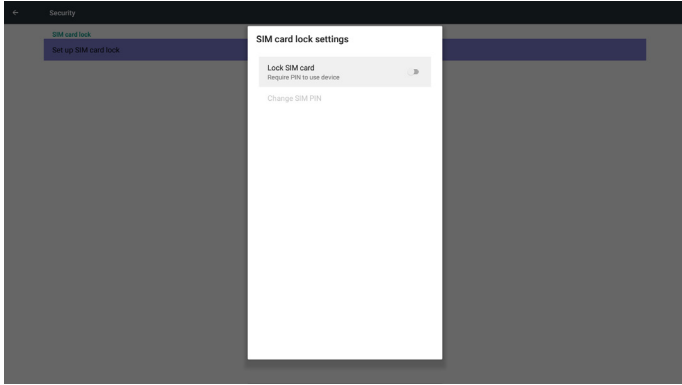 Security
SIM card lock
Set up SIM card lock
SIM card lock settings
Lock SIM card
Require PIN to use device
Change SIM PIN